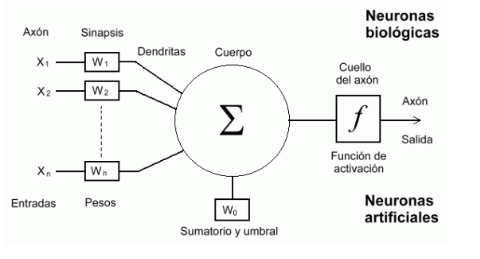 Neuronas
biológicas
Axón
Sinapsis
Dendritas
Cuerpo
Cuello
del axón
X1
W1
X2
W2
Xn
Wn
Σ
f
Axón
Salida
Función de
activación
Entradas
Pesos
W0
Sumatorio y umbral
Neuronas
artificiales